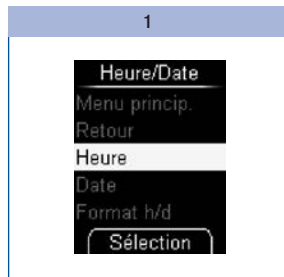 1
Heure/Date
Menu princip.
Retour
Heure
Date
Format h/d
Sélection